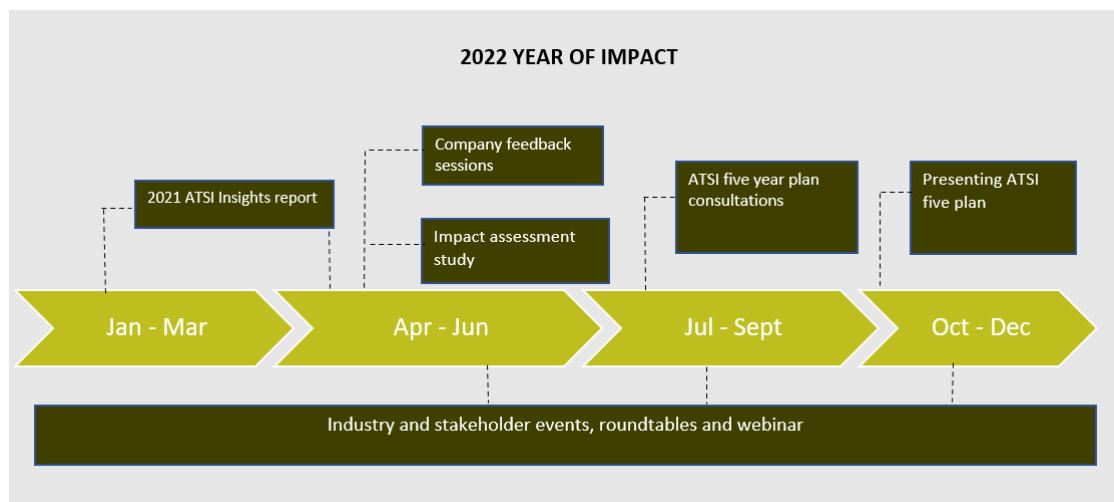 2022 YEAR OF IMPACT
Company feedback
sessions
2021 ATSI Insights report
ATSI five year plan
consultations
Presenting ATSI
five plan
Impact assessment
study
Jan - Mar
Apr - Jun
Jul - Sept
Oct - Dec
Industry and stakeholder events, roundtables and webinar